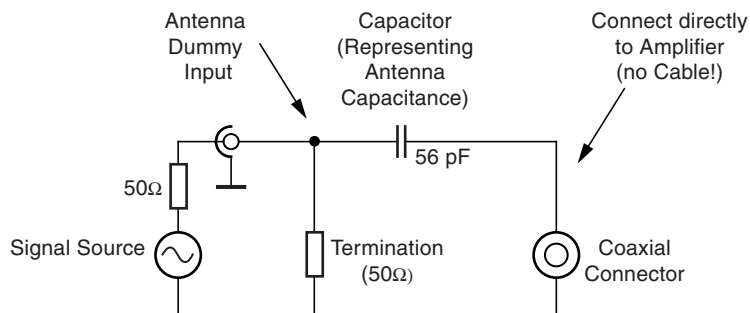 Antenna
Dummy
Input
Capacitor
(Representing
Antenna
Capacitance)
Connect directly
to Amplifier
(no Cable!)
56 pF
50Ω
Signal Source
Termination
(50Ω)
Coaxial
Connector